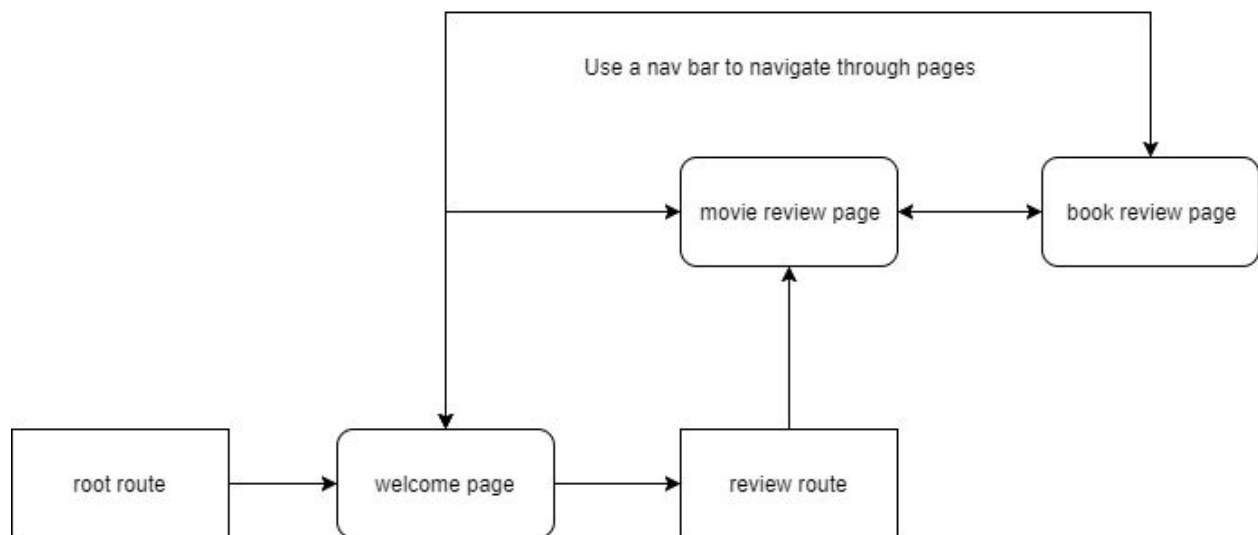 Use a nav bar to navigate through pages
movie review page
book review page
root route
welcome page
review route